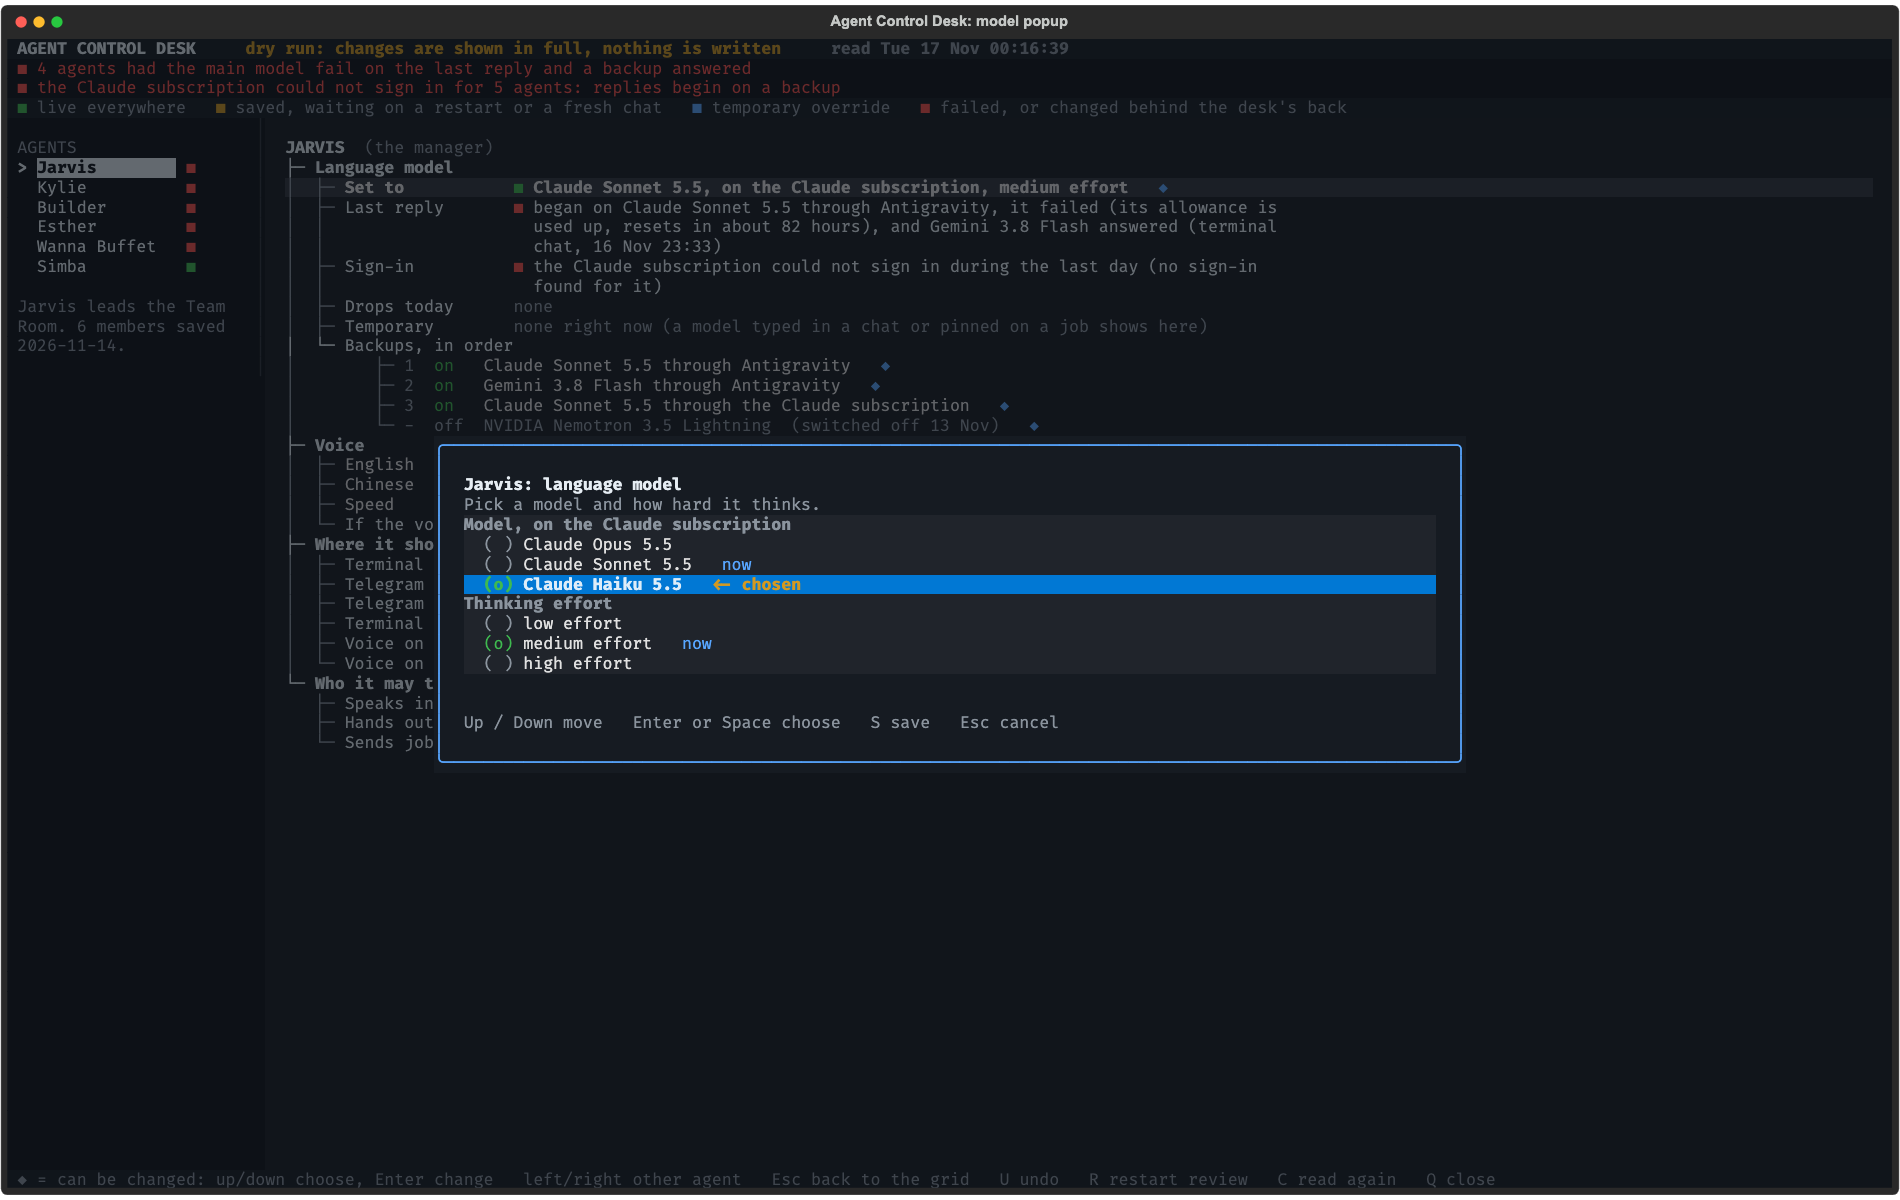 Agent Control Desk: model popup
AGENT CONTROL DESK dry run: changes are shown in full, nothing is written read Tue 17 Nov 00:16:39
4 agents had the main model fail on the last reply and a backup answered
the Claude subscription could not sign in for 5 agents: replies begin on a backup
live everywhere saved, waiting on a restart or a fresh chat temporary override failed, or changed behind the desk's back
AGENTS
> Jarvis
Kylie
Builder
Esther
Wanna Buffet
Simba
Jarvis leads the Team
Room. 6 members saved
2026-11-14.
JARVIS (the manager)
Language model
Set to Claude Sonnet 5.5, on the Claude subscription, medium effort ◆
Last reply began on Claude Sonnet 5.5 through Antigravity, it failed (its allowance is
used up, resets in about 82 hours), and Gemini 3.8 Flash answered (terminal
chat, 16 Nov 23:33)
Sign-in the Claude subscription could not sign in during the last day (no sign-in
found for it)
Drops today none
Temporary none right now (a model typed in a chat or pinned on a job shows here)
Backups, in order
1 on Claude Sonnet 5.5 through Antigravity ◆
2 on Gemini 3.8 Flash through Antigravity ◆
3 on Claude Sonnet 5.5 through the Claude subscription ◆
- off NVIDIA Nemotron 3.5 Lightning (switched off 13 Nov) ◆
Voice
English
Chinese
Speed
If the vo
Where it sho
Terminal
Telegram
Telegram
Terminal
Voice on
Voice on
Who it may t
Speaks in
Hands out
Sends job
Jarvis: language model
Pick a model and how hard it thinks.
Model, on the Claude subscription
( ) Claude Opus 5.5
( ) Claude Sonnet 5.5 now
(o) Claude Haiku 5.5 ← chosen
Thinking effort
( ) low effort
(o) medium effort now
( ) high effort
Up / Down move Enter or Space choose S save Esc cancel
◆ = can be changed: up/down choose, Enter change left/right other agent Esc back to the grid U undo R restart review C read again Q close